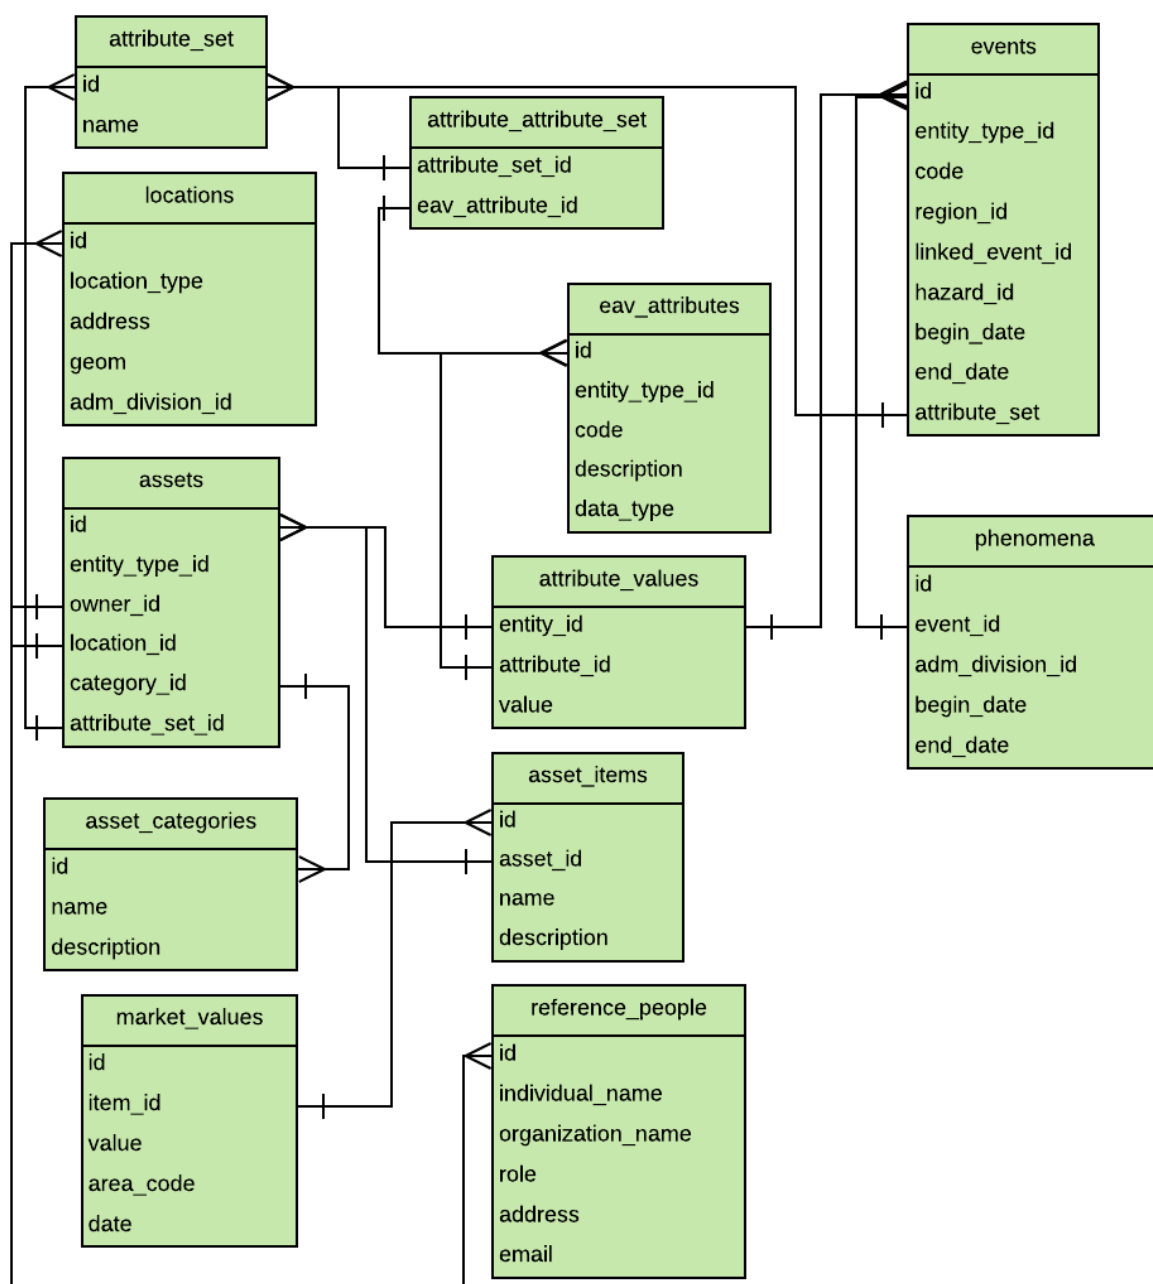 attribute_set
id
name
locations
id
location_type
address
geom
adm_division_id
assets
id
entity_type_id
owner_id
location_id
category_id
attribute_set_id
asset_categories
id
name
description
market_values
id
item_id
value
area_code
date
attribute_attribute_set
attribute_set_id
eav_attribute_id
eav_attributes
id
entity_type_id
code
description
data_type
attribute_values
entity_id
attribute_id
value
asset_items
id
asset_id
name
description
reference_people
id
individual_name
organization_name
role
address
email
events
id
entity_type_id
code
region_id
linked_event_id
hazard_id
begin_date
end_date
attribute_set
phenomena
id
event_id
adm_division_id
begin_date
end_date